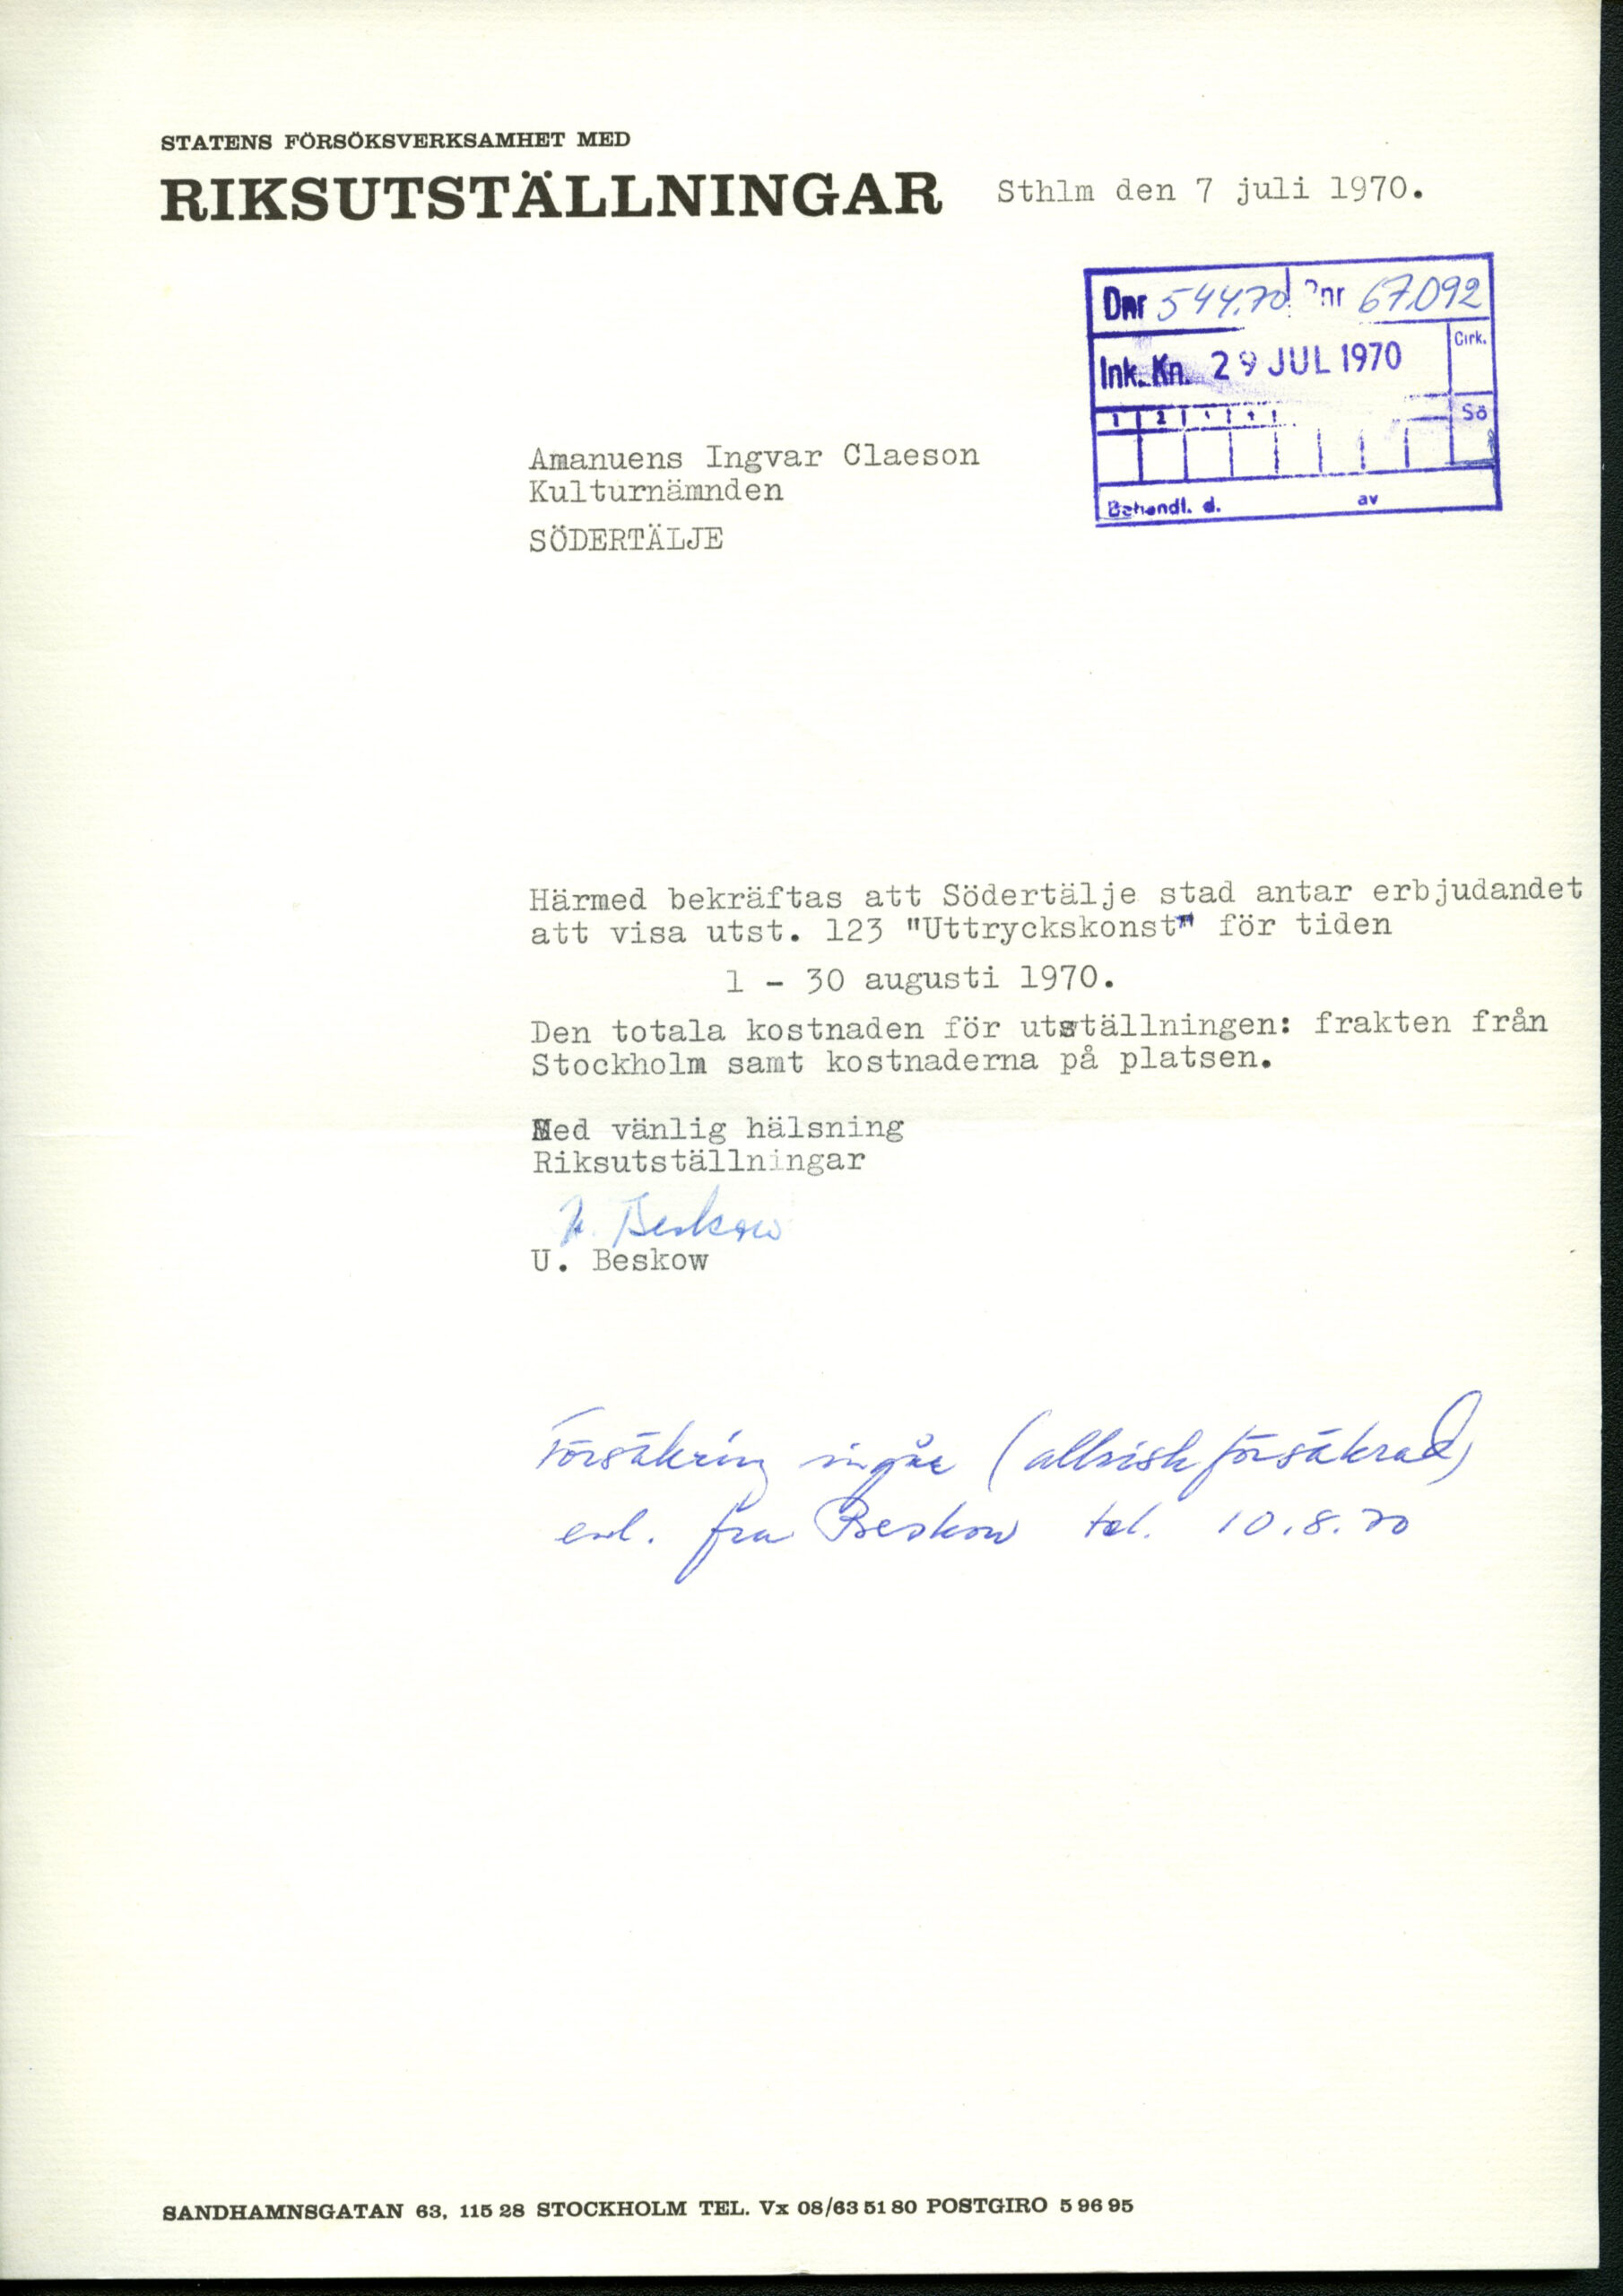 STATENS FÖRSÖKSVERKSAMHET MED
RIKSUTSTÄLLNINGAR
Sthlm den 7 juli 1970.
Dnr 544.70 nr 67.092
Ink. Kn. 29 JUL 1970 Cirk.
1 2 Sö
Behandl. d. av
Amanuens Ingvar Claeson
Kulturnämnden
SÖDERTÄLJE
Härmed bekräftas att Södertälje stad antar erbjudandet
att visa utst. 123 "Uttryckskonst" för tiden
1 - 30 augusti 1970.
Den totala kostnaden för utställningen: frakten från
Stockholm samt kostnaderna på platsen.
Med vänlig hälsning
Riksutställningar
U. Beskow
U. Beskow
Försäkring ingår (allrisk försäkrad)
enl. fru Beskow tel. 10.8.70
SANDHAMNSGATAN 63, 115 28 STOCKHOLM TEL. Vx 08/63 51 80 POSTGIRO 5 96 95